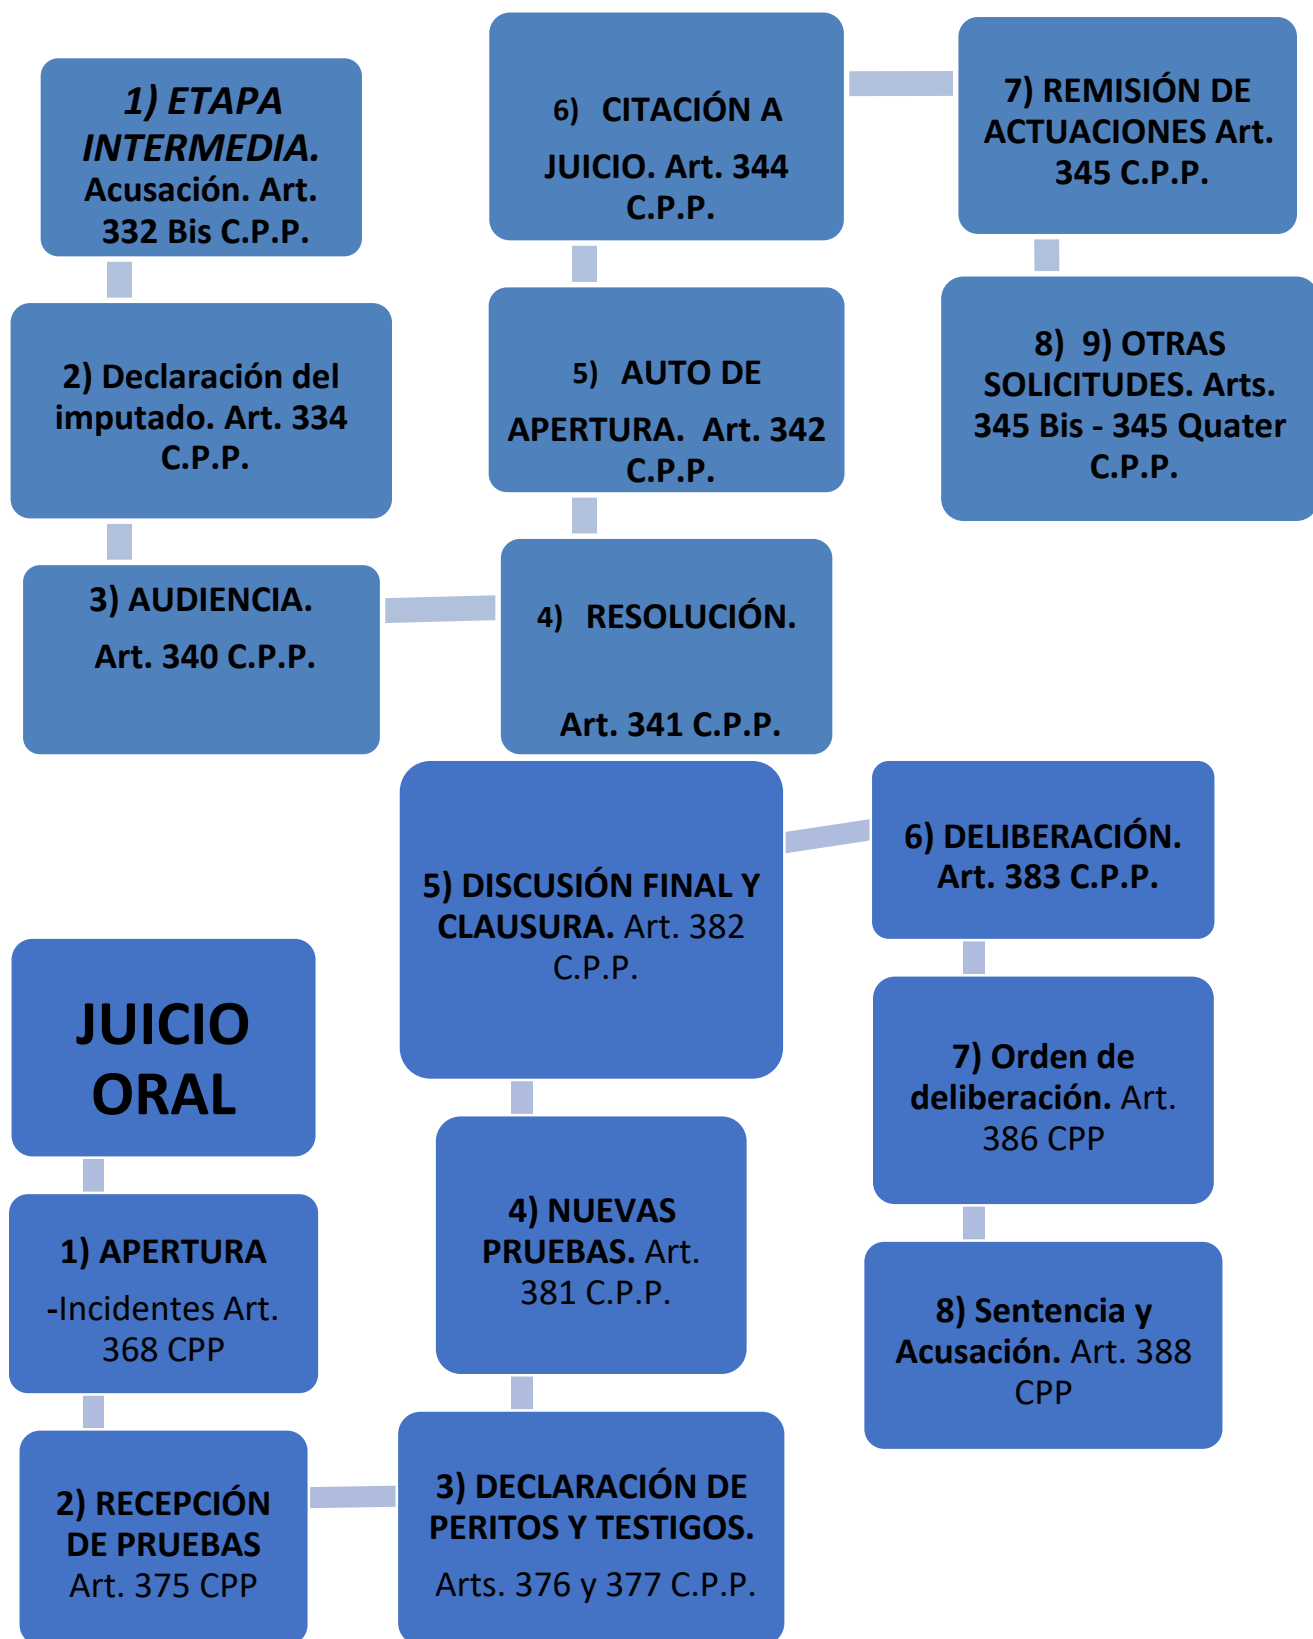 1) ETAPA
INTERMEDIA.
Acusación. Art.
332 Bis C.P.P.
2) Declaración del
imputado. Art. 334
C.P.P.
3) AUDIENCIA.
Art. 340 C.P.P.
4) RESOLUCIÓN.
Art. 341 C.P.P.
5) AUTO DE
APERTURA. Art. 342
C.P.P.
6) CITACIÓN A
JUICIO. Art. 344
C.P.P.
7) REMISIÓN DE
ACTUACIONES Art.
345 C.P.P.
8) 9) OTRAS
SOLICITUDES. Arts.
345 Bis - 345 Quater
C.P.P.
JUICIO
ORAL
1) APERTURA
-Incidentes Art.
368 CPP
2) RECEPCIÓN
DE PRUEBAS
Art. 375 CPP
3) DECLARACIÓN DE
PERITOS Y TESTIGOS.
Arts. 376 y 377 C.P.P.
4) NUEVAS
PRUEBAS. Art.
381 C.P.P.
5) DISCUSIÓN FINAL Y
CLAUSURA. Art. 382
C.P.P.
6) DELIBERACIÓN.
Art. 383 C.P.P.
7) Orden de
deliberación. Art.
386 CPP
8) Sentencia y
Acusación. Art. 388
CPP